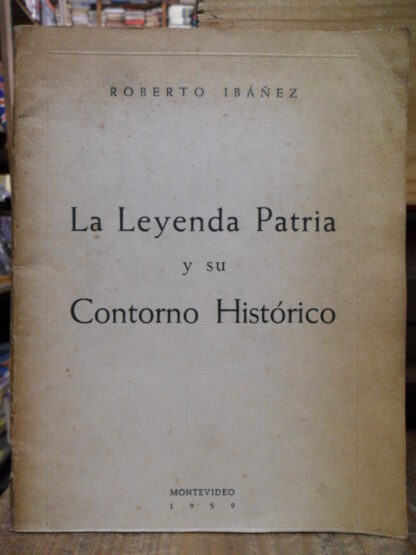 ROBERTO IBÁÑEZ
La Leyenda Patria
y su
Contorno Histórico
MONTEVIDEO
1959